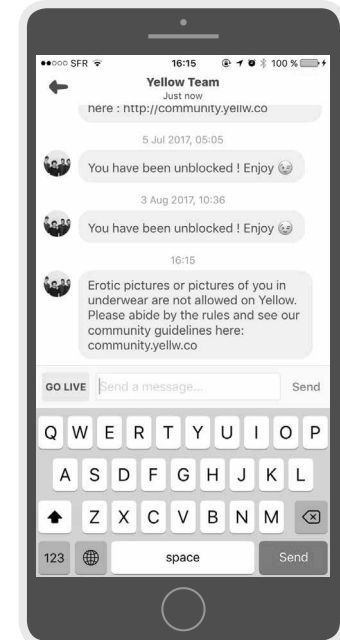 SFR 16:15 100 %
Yellow Team
Just now
here : http://community.yellw.co
5 Jul 2017, 05:05
You have been unblocked ! Enjoy 😉
3 Aug 2017, 10:36
You have been unblocked ! Enjoy 😉
16:15
Erotic pictures or pictures of you in
underwear are not allowed on Yellow.
Please abide by the rules and see our
community guidelines here:
community.yellw.co
GO LIVE Send a message... Send
Q W E R T Y U I O P
A S D F G H J K L
Z X C V B N M
123 space Send